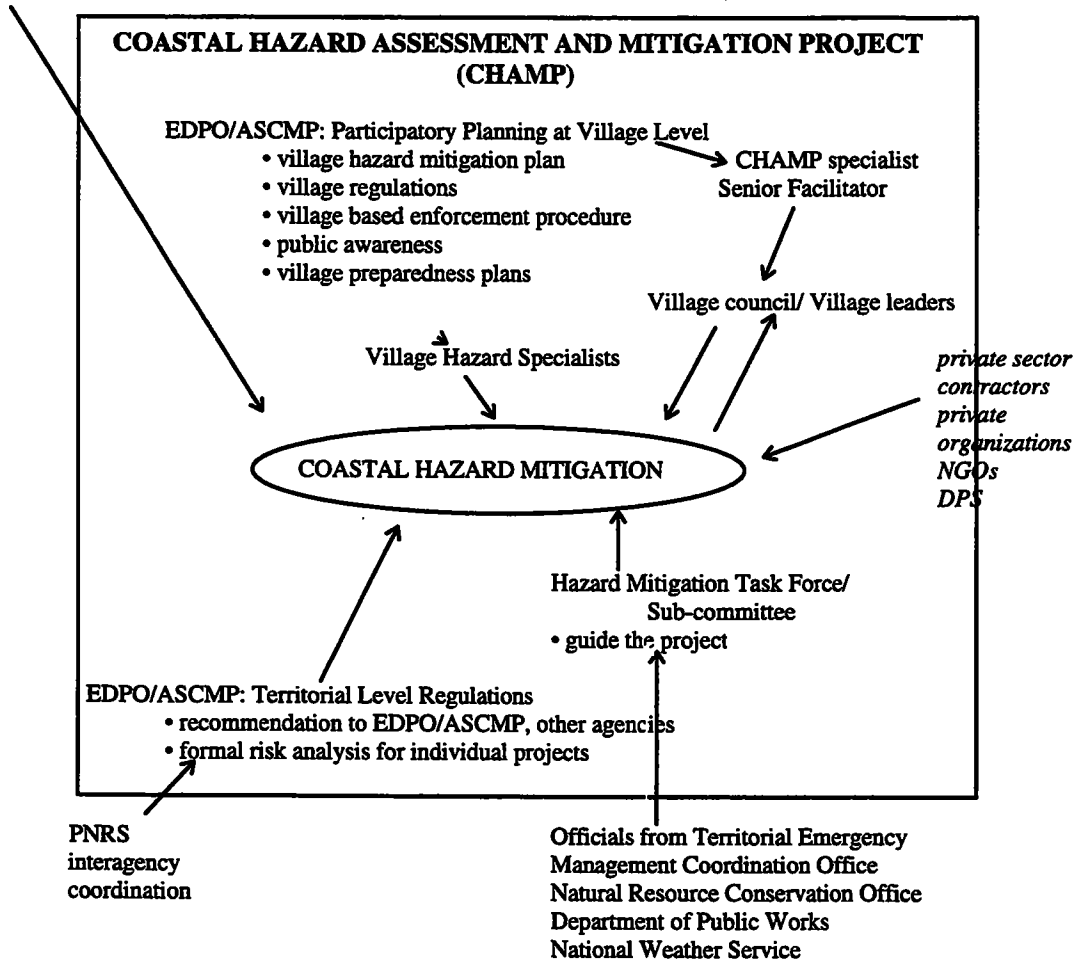 COASTAL HAZARD ASSESSMENT AND MITIGATION PROJECT
(CHAMP)
EDPO/ASCMP: Participatory Planning at Village Level
• village hazard mitigation plan
• village regulations
• village based enforcement procedure
• public awareness
• village preparedness plans
CHAMP specialist
Senior Facilitator
Village council/ Village leaders
Village Hazard Specialists
private sector
contractors
private
organizations
NGOs
DPS
COASTAL HAZARD MITIGATION
Hazard Mitigation Task Force/
Sub-committee
• guide the project
EDPO/ASCMP: Territorial Level Regulations
• recommendation to EDPO/ASCMP, other agencies
• formal risk analysis for individual projects
PNRS
interagency
coordination
Officials from Territorial Emergency
Management Coordination Office
Natural Resource Conservation Office
Department of Public Works
National Weather Service